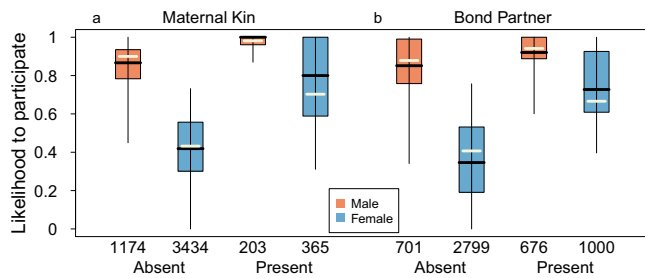 a Maternal Kin b Bond Partner
Likelihood to participate
1
0.8
0.6
0.4
0.2
0
Male
Female
1174 3434 203 365 701 2799 676 1000
Absent Present Absent Present